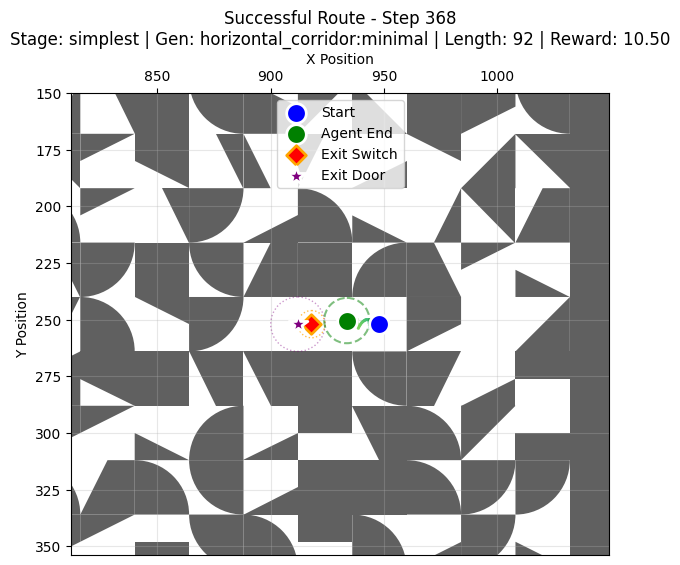 Successful Route - Step 368
Stage: simplest | Gen: horizontal_corridor:minimal | Length: 92 | Reward: 10.50
X Position
850 900 950 1000
Start
Agent End
Exit Switch
Exit Door
Y Position
150
175
200
225
250
275
300
325
350